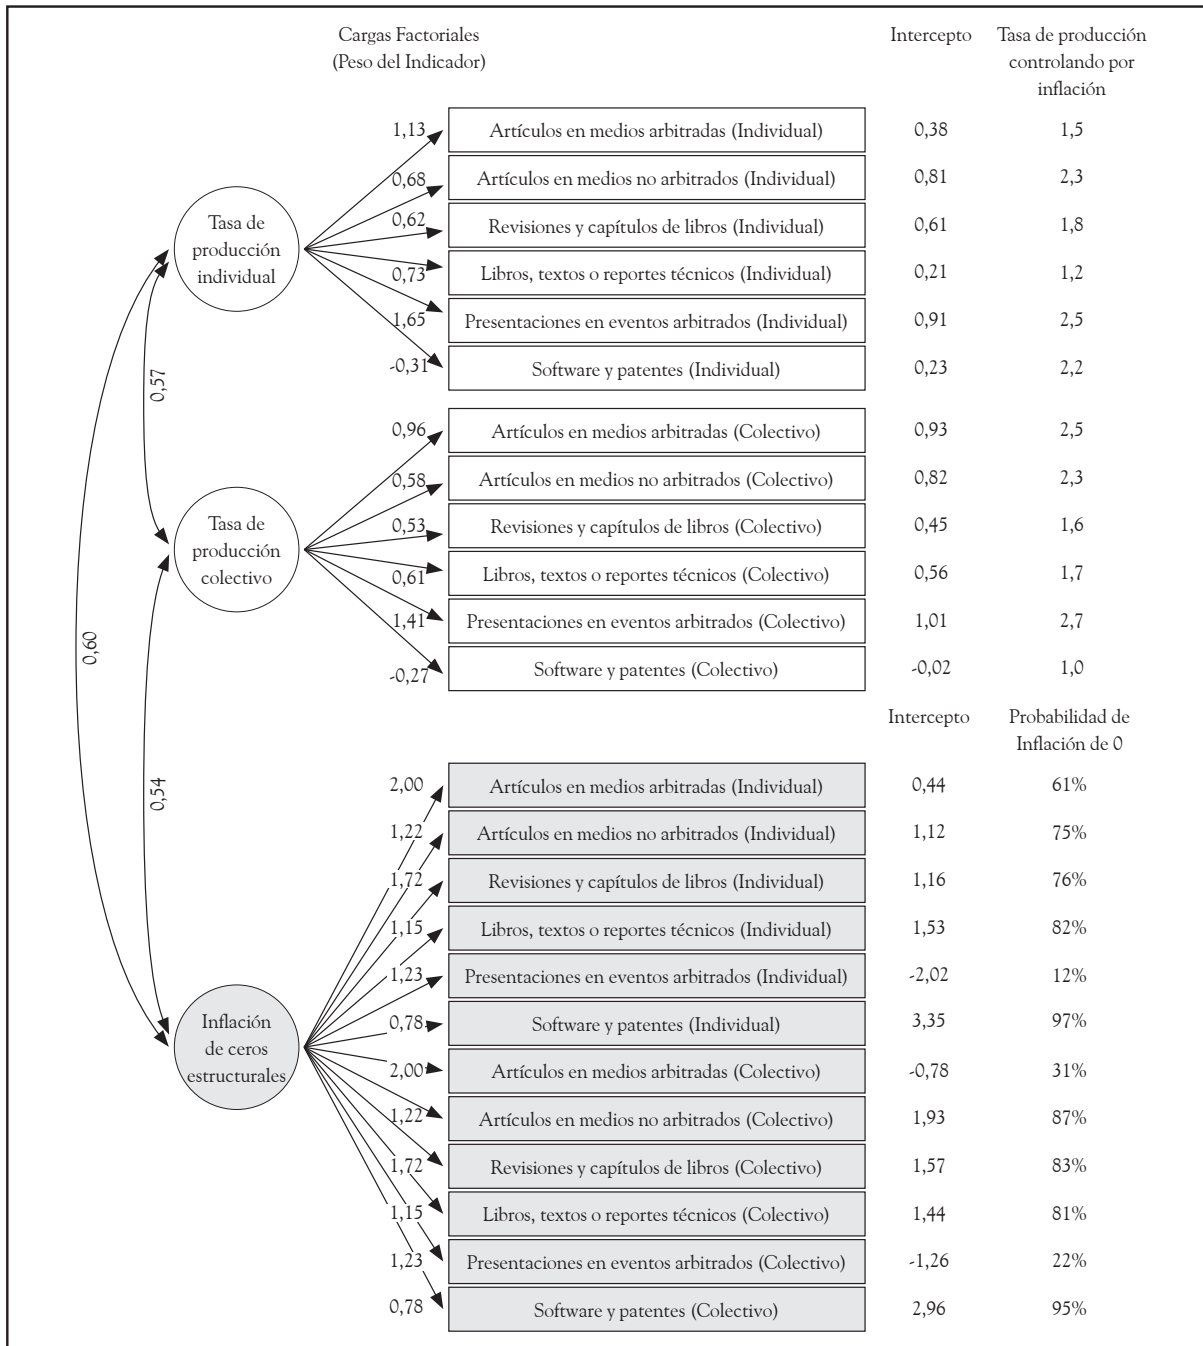 Cargas Factoriales
(Peso del Indicador)
Intercepto
Tasa de producción
controlando por
inflación
1,13 Artículos en medios arbitradas (Individual) 0,38 1,5
0,68 Artículos en medios no arbitrados (Individual) 0,81 2,3
0,62 Revisiones y capítulos de libros (Individual) 0,61 1,8
0,73 Libros, textos o reportes técnicos (Individual) 0,21 1,2
1,65 Presentaciones en eventos arbitrados (Individual) 0,91 2,5
-0,31 Software y patentes (Individual) 0,23 2,2
Tasa de
producción
individual
0,57
0,96 Artículos en medios arbitradas (Colectivo) 0,93 2,5
0,58 Artículos en medios no arbitrados (Colectivo) 0,82 2,3
0,53 Revisiones y capítulos de libros (Colectivo) 0,45 1,6
0,61 Libros, textos o reportes técnicos (Colectivo) 0,56 1,7
1,41 Presentaciones en eventos arbitrados (Colectivo) 1,01 2,7
-0,27 Software y patentes (Colectivo) -0,02 1,0
Tasa de
producción
colectivo
0,60
0,54
Intercepto
Probabilidad de
Inflación de 0
2,00 Artículos en medios arbitradas (Individual) 0,44 61%
1,22 Artículos en medios no arbitrados (Individual) 1,12 75%
1,72 Revisiones y capítulos de libros (Individual) 1,16 76%
1,15 Libros, textos o reportes técnicos (Individual) 1,53 82%
1,23 Presentaciones en eventos arbitrados (Individual) -2,02 12%
0,78 Software y patentes (Individual) 3,35 97%
2,00 Artículos en medios arbitradas (Colectivo) -0,78 31%
1,22 Artículos en medios no arbitrados (Colectivo) 1,93 87%
1,72 Revisiones y capítulos de libros (Colectivo) 1,57 83%
1,15 Libros, textos o reportes técnicos (Colectivo) 1,44 81%
1,23 Presentaciones en eventos arbitrados (Colectivo) -1,26 22%
0,78 Software y patentes (Colectivo) 2,96 95%
Inflación
de ceros
estructurales